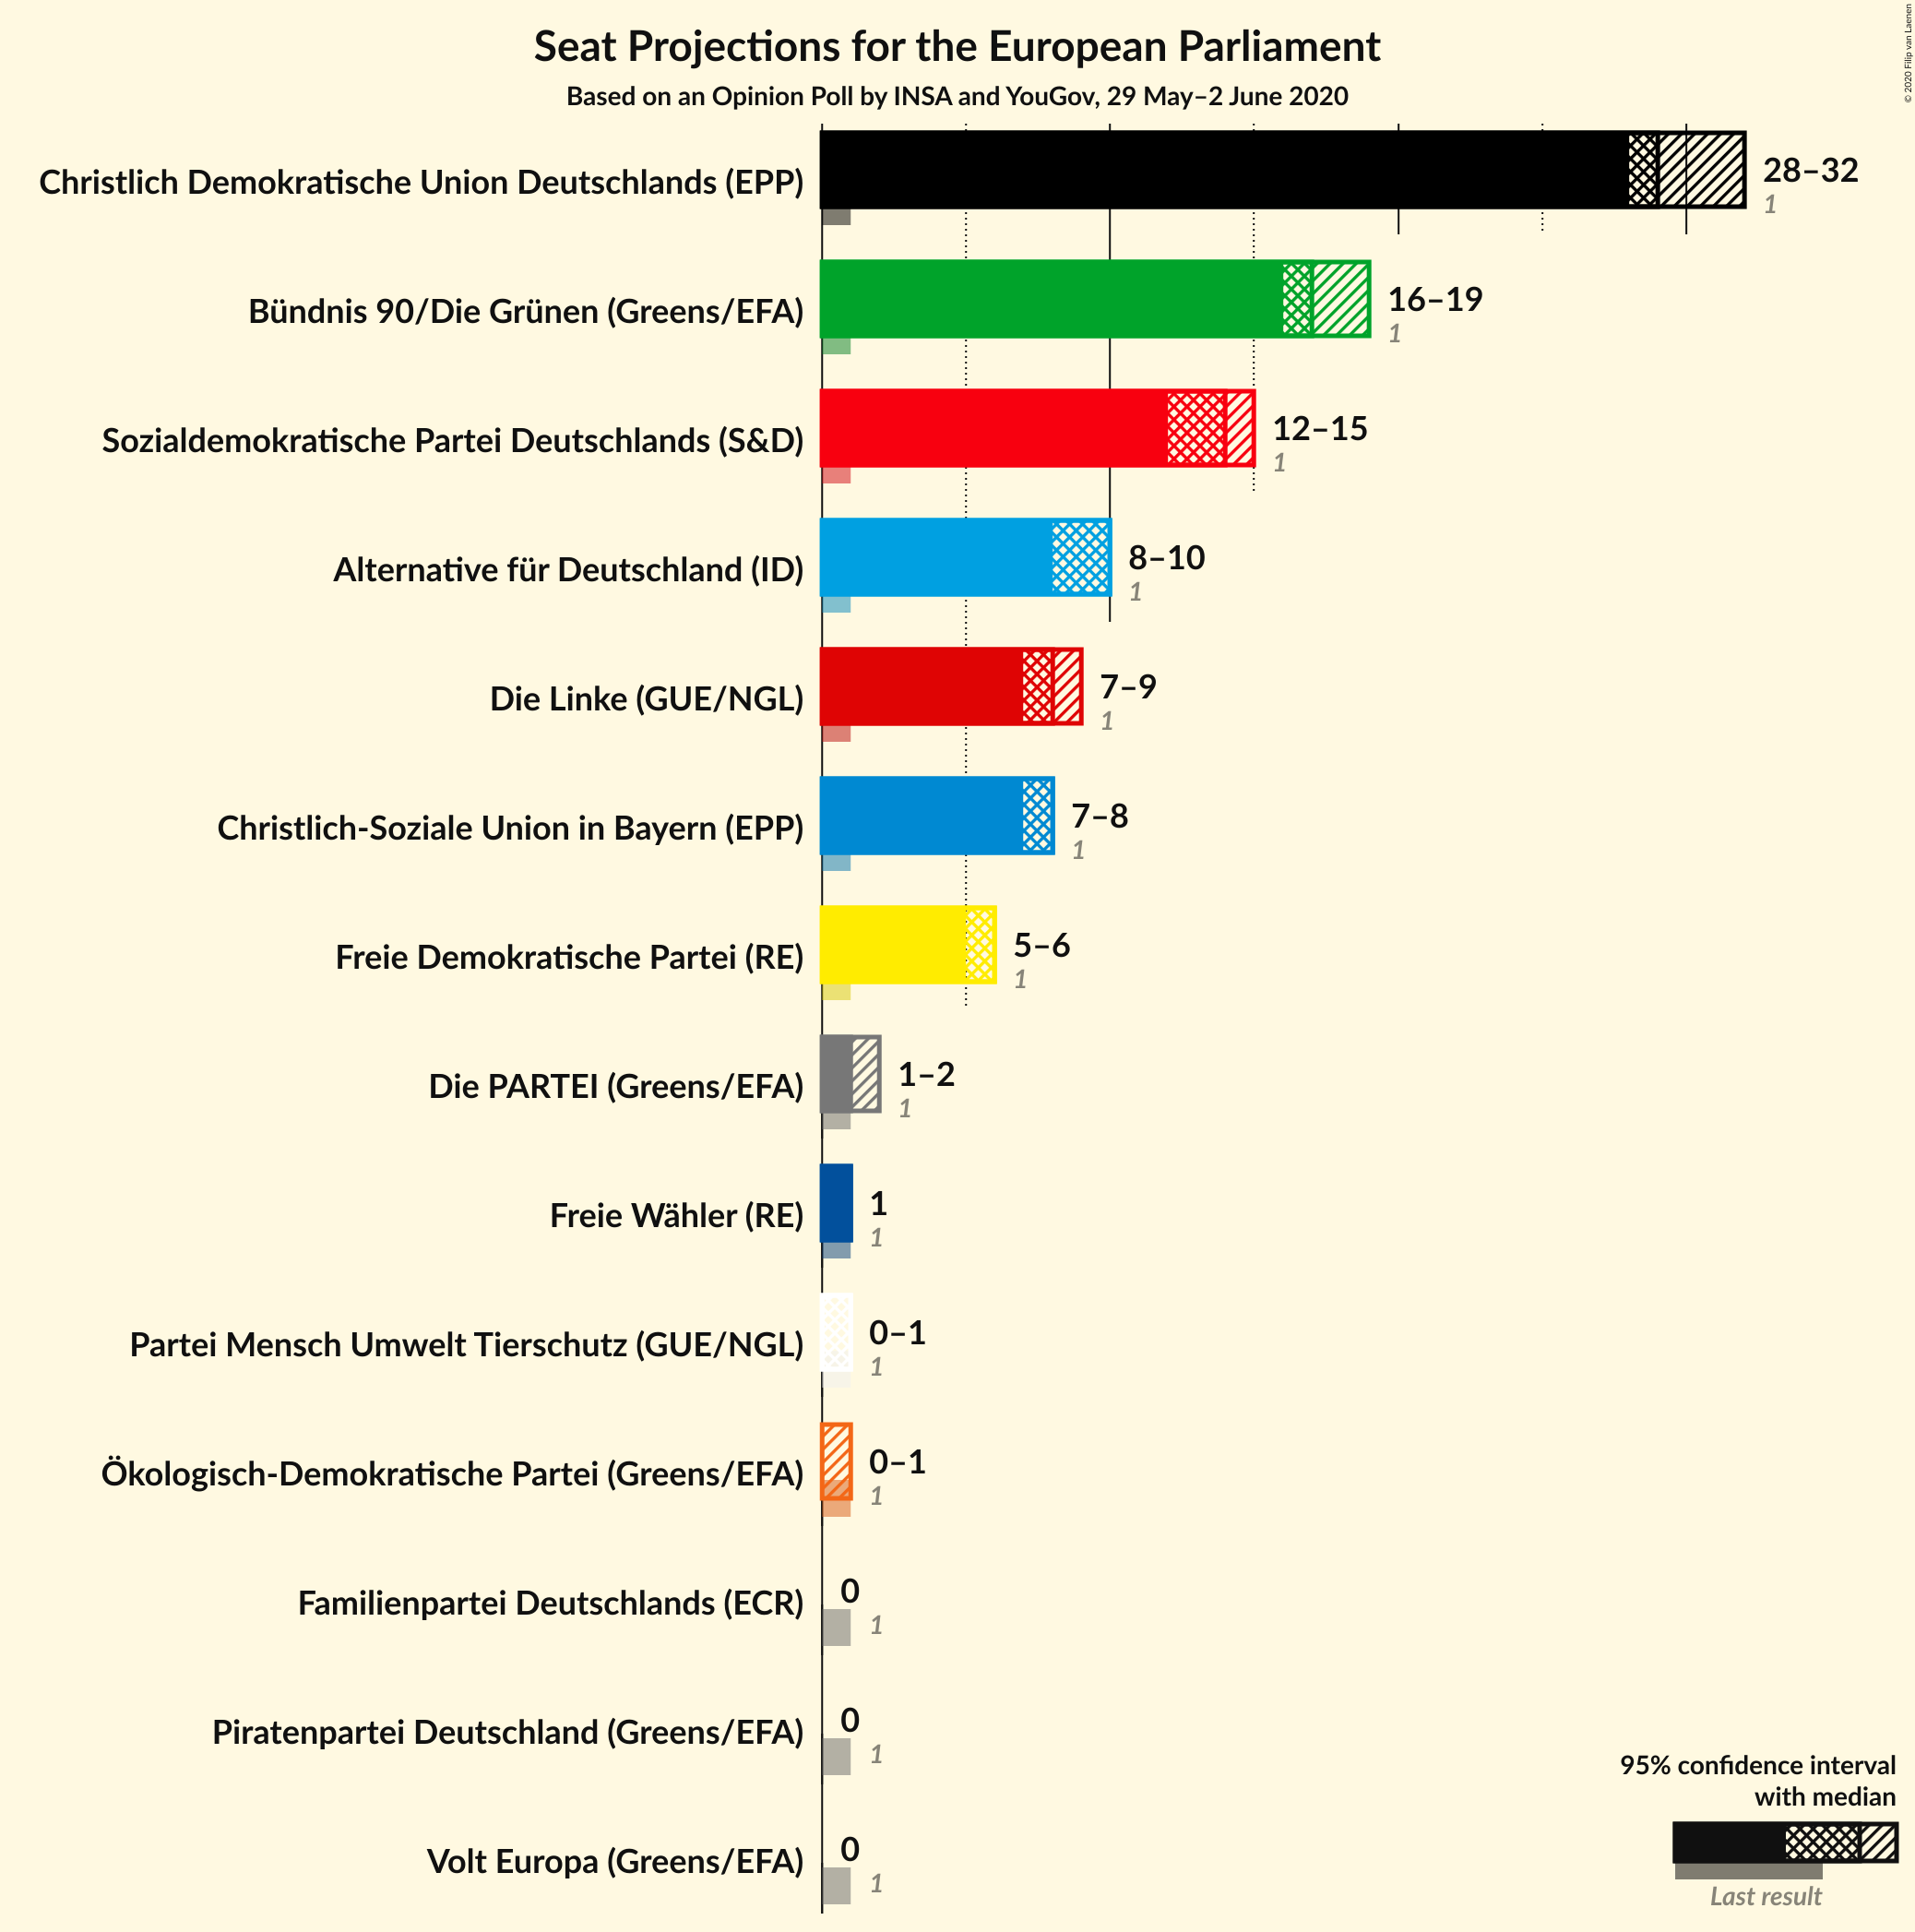 Seat Projections for the European Parliament
Based on an Opinion Poll by INSA and YouGov, 29 May–2 June 2020
© 2020 Filip van Laenen
Christlich Demokratische Union Deutschlands (EPP)
28–32
1
Bündnis 90/Die Grünen (Greens/EFA)
16–19
1
Sozialdemokratische Partei Deutschlands (S&D)
12–15
1
Alternative für Deutschland (ID)
8–10
1
Die Linke (GUE/NGL)
7–9
1
Christlich-Soziale Union in Bayern (EPP)
7–8
1
Freie Demokratische Partei (RE)
5–6
1
Die PARTEI (Greens/EFA)
1–2
1
Freie Wähler (RE)
1
1
Partei Mensch Umwelt Tierschutz (GUE/NGL)
0–1
1
Ökologisch-Demokratische Partei (Greens/EFA)
0–1
1
Familienpartei Deutschlands (ECR)
0
1
Piratenpartei Deutschland (Greens/EFA)
0
1
Volt Europa (Greens/EFA)
0
1
95% confidence interval
with median
Last result